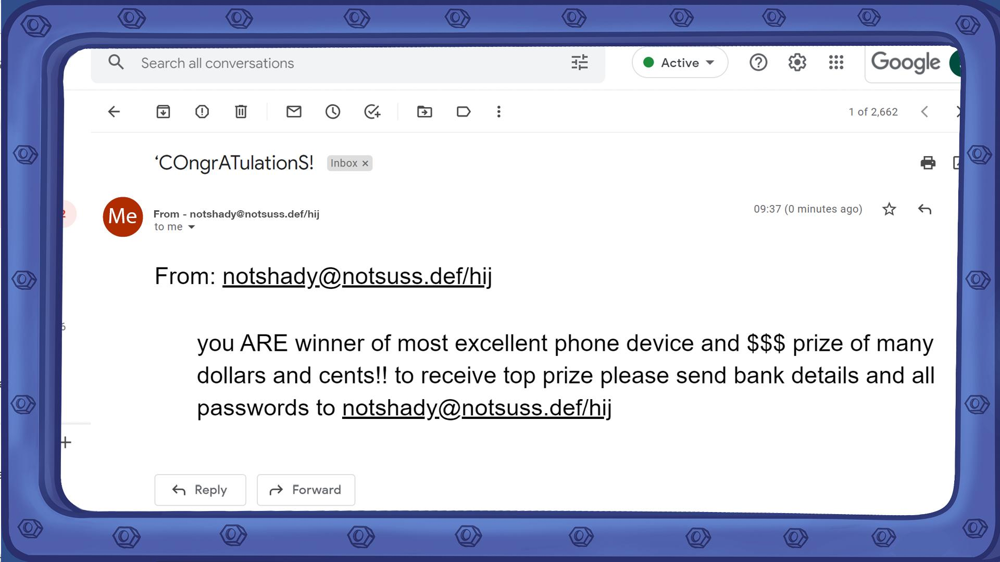 Search all conversations
Active
Google
1 of 2,662
‘COngrATulationS!
Inbox ×
Me
From - notshady@notsuss.def/hij
09:37 (0 minutes ago)
to me
From: notshady@notsuss.def/hij
you ARE winner of most excellent phone device and $$$ prize of many
dollars and cents!! to receive top prize please send bank details and all
passwords to notshady@notsuss.def/hij
Reply
Forward